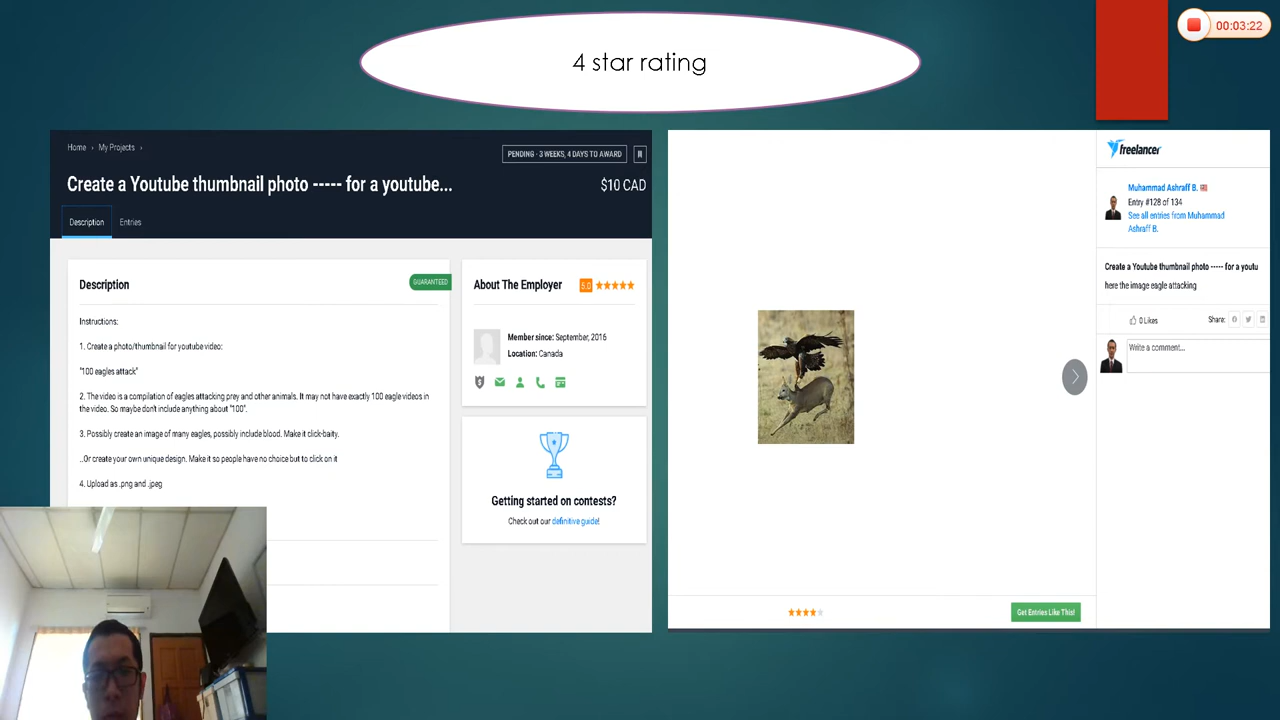 4 star rating
00:03:22
Home › My Projects ›
PENDING - 3 WEEKS, 4 DAYS TO AWARD
Create a Youtube thumbnail photo ----- for a youtube...
$10 CAD
Description
Entries
Description
GUARANTEED
Instructions:
1. Create a photo/thumbnail for youtube video:
"100 eagles attack"
2. The video is a compilation of eagles attacking prey and other animals. It may not have exactly 100 eagle videos in
the video. So maybe don't include anything about "100".
3. Possibly create an image of many eagles, possibly include blood. Make it click-baity.
..Or create your own unique design. Make it so people have no choice but to click on it
4. Upload as .png and .jpeg
About The Employer
5.0
Member since: September, 2016
Location: Canada
Getting started on contests?
Check out our definitive guide!
freelancer
Muhammad Ashraff B.
Entry #128 of 134
See all entries from Muhammad
Ashraff B.
Create a Youtube thumbnail photo ----- for a youtu
here the image eagle attacking
0 Likes
Share:
Write a comment...
Get Entries Like This!